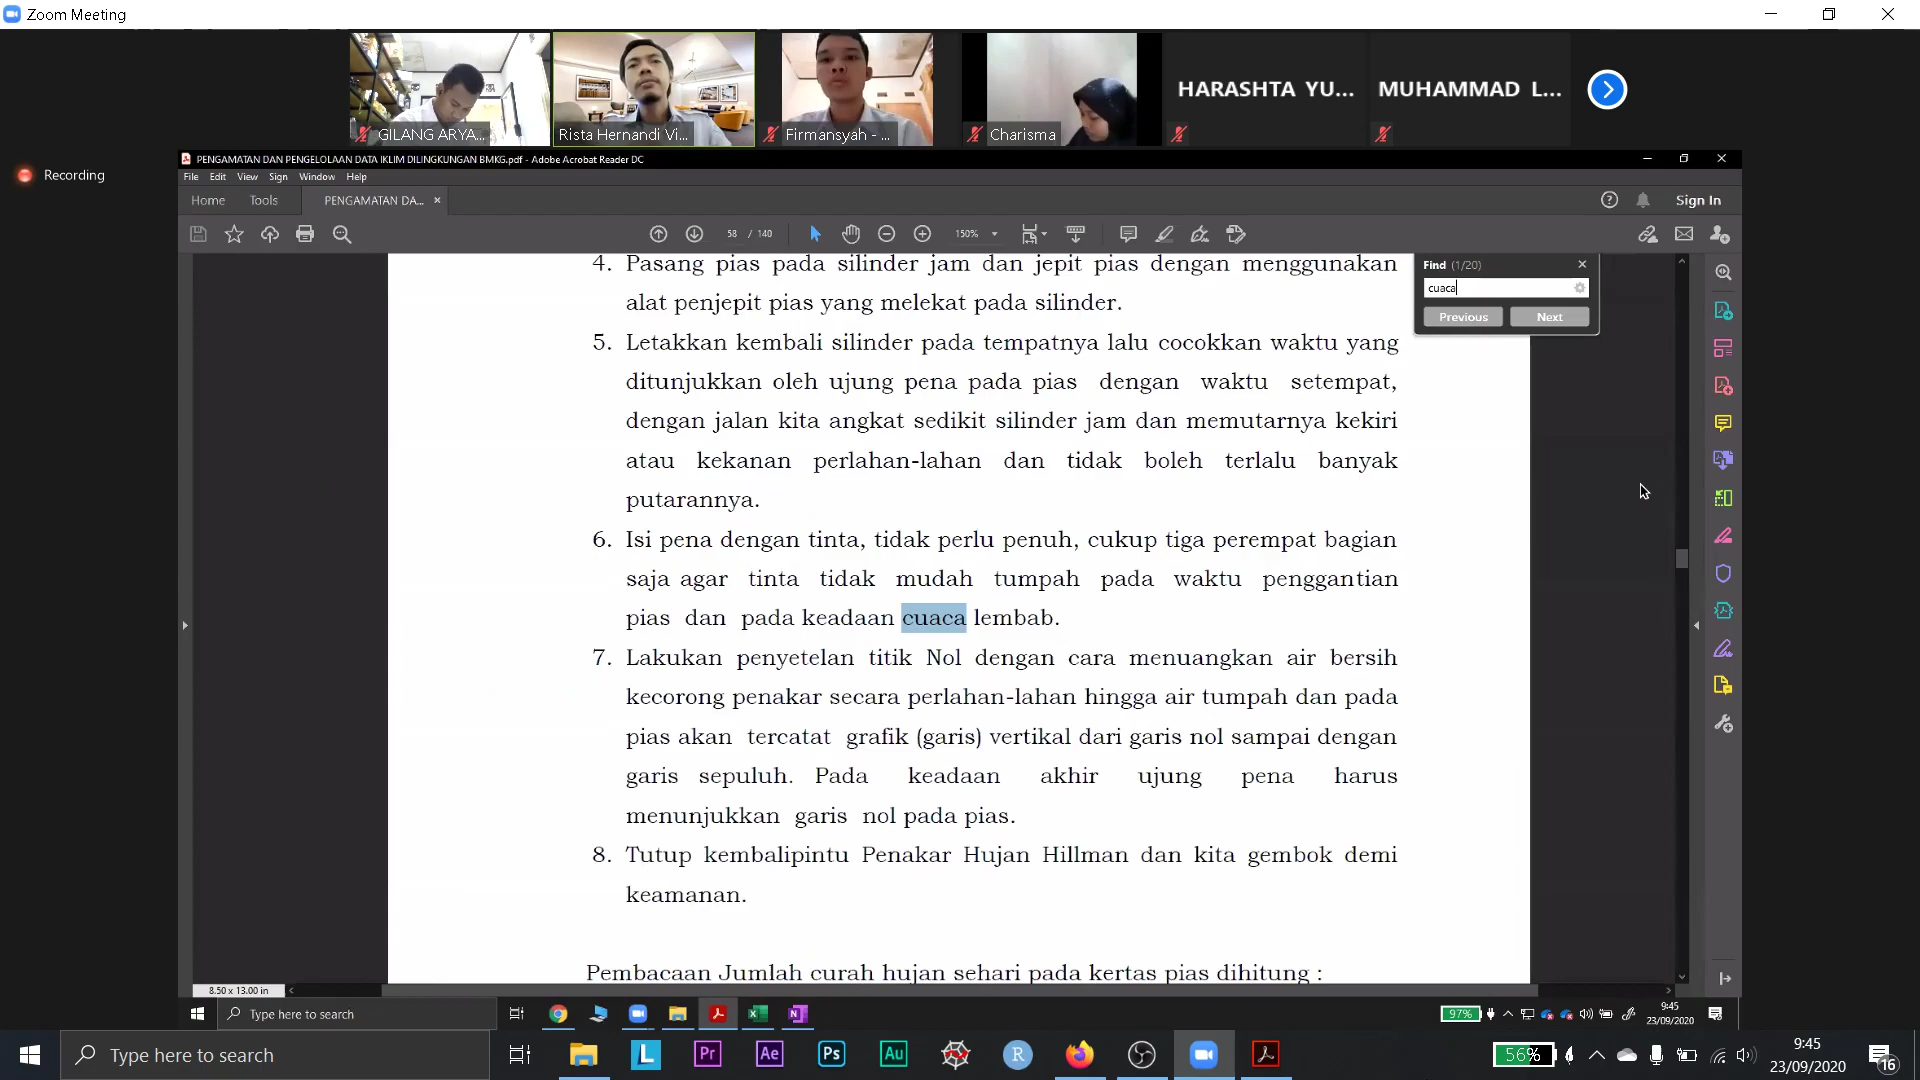 Zoom Meeting
GILANG ARYA...
Rista Hernandi Vi...
Firmansyah - ...
Charisma
HARASHTA YU...
MUHAMMAD L...
Recording
PENGAMATAN DAN PENGELOLAAN DATA IKLIM DILINGKUNGAN BMKG.pdf - Adobe Acrobat Reader DC
File Edit View Sign Window Help
Home Tools PENGAMATAN DA... × Sign In
58 / 140 150%
Find (1/20)
cuaca
Previous Next
4. Pasang pias pada silinder jam dan jepit pias dengan menggunakan
alat penjepit pias yang melekat pada silinder.
5. Letakkan kembali silinder pada tempatnya lalu cocokkan waktu yang
ditunjukkan oleh ujung pena pada pias dengan waktu setempat,
dengan jalan kita angkat sedikit silinder jam dan memutarnya kekiri
atau kekanan perlahan-lahan dan tidak boleh terlalu banyak
putarannya.
6. Isi pena dengan tinta, tidak perlu penuh, cukup tiga perempat bagian
saja agar tinta tidak mudah tumpah pada waktu penggantian
pias dan pada keadaan cuaca lembab.
7. Lakukan penyetelan titik Nol dengan cara menuangkan air bersih
kecorong penakar secara perlahan-lahan hingga air tumpah dan pada
pias akan tercatat grafik (garis) vertikal dari garis nol sampai dengan
garis sepuluh. Pada keadaan akhir ujung pena harus
menunjukkan garis nol pada pias.
8. Tutup kembalipintu Penakar Hujan Hillman dan kita gembok demi
keamanan.
Pembacaan Jumlah curah hujan sehari pada kertas pias dihitung :
8.50 x 13.00 in
Type here to search
97%
9:45
23/09/2020
Type here to search
L
Pr
Ae
Ps
Au
R
56%
9:45
23/09/2020
16